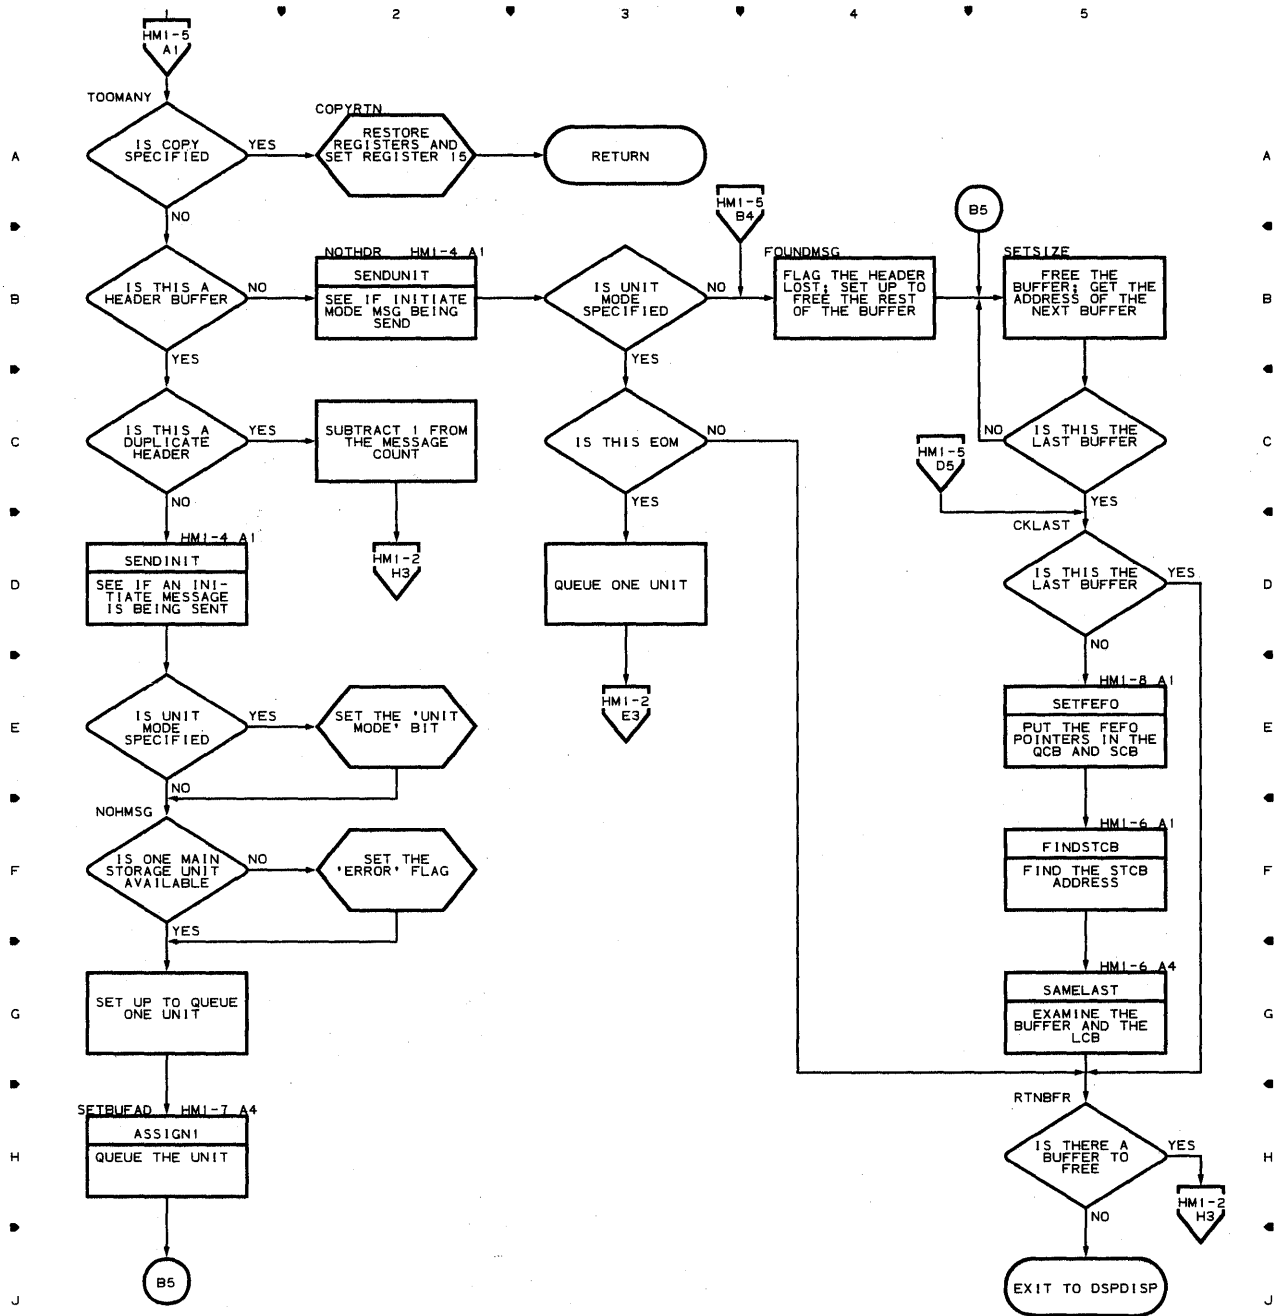 1 2 3 4 5
HM1-5
A1
TOOMANY
A
IS COPY
SPECIFIED
YES
NO
COPYRTN
RESTORE
REGISTERS AND
SET REGISTER 15
RETURN
A
HM1-5
B4
B5
B
IS THIS A
HEADER BUFFER
NO
YES
NOTHDR HM1-4 A1
SENDUNIT
SEE IF INITIATE
MODE MSG BEING
SEND
IS UNIT
MODE
SPECIFIED
NO
YES
FOUNDMSG
FLAG THE HEADER
LOST; SET UP TO
FREE THE REST
OF THE BUFFER
SETSIZE
FREE THE
BUFFER; GET THE
ADDRESS OF THE
NEXT BUFFER
B
C
IS THIS A
DUPLICATE
HEADER
YES
NO
SUBTRACT 1 FROM
THE MESSAGE
COUNT
IS THIS EOM
NO
YES
HM1-5
D5
NO
IS THIS THE
LAST BUFFER
YES
C
D
HM1-4 A1
SENDINIT
SEE IF AN INI-
TIATE MESSAGE
IS BEING SENT
HM1-2
H3
QUEUE ONE UNIT
CKLAST
IS THIS THE
LAST BUFFER
YES
NO
D
E
IS UNIT
MODE
SPECIFIED
YES
NO
SET THE 'UNIT
MODE' BIT
HM1-2
E3
HM1-8 A1
SETFEFO
PUT THE FEFO
POINTERS IN THE
QCB AND SCB
E
NOHMSG
F
IS ONE MAIN
STORAGE UNIT
AVAILABLE
NO
YES
SET THE
'ERROR' FLAG
HM1-6 A1
FINDSTCB
FIND THE STCB
ADDRESS
F
G
SET UP TO QUEUE
ONE UNIT
HM1-6 A4
SAMELAST
EXAMINE THE
BUFFER AND THE
LCB
G
SETBUFAD HM1-7 A4
H
ASSIGN1
QUEUE THE UNIT
RTNBFR
IS THERE A
BUFFER TO
FREE
YES
NO
H
HM1-2
H3
J
B5
EXIT TO DSPDISP
J